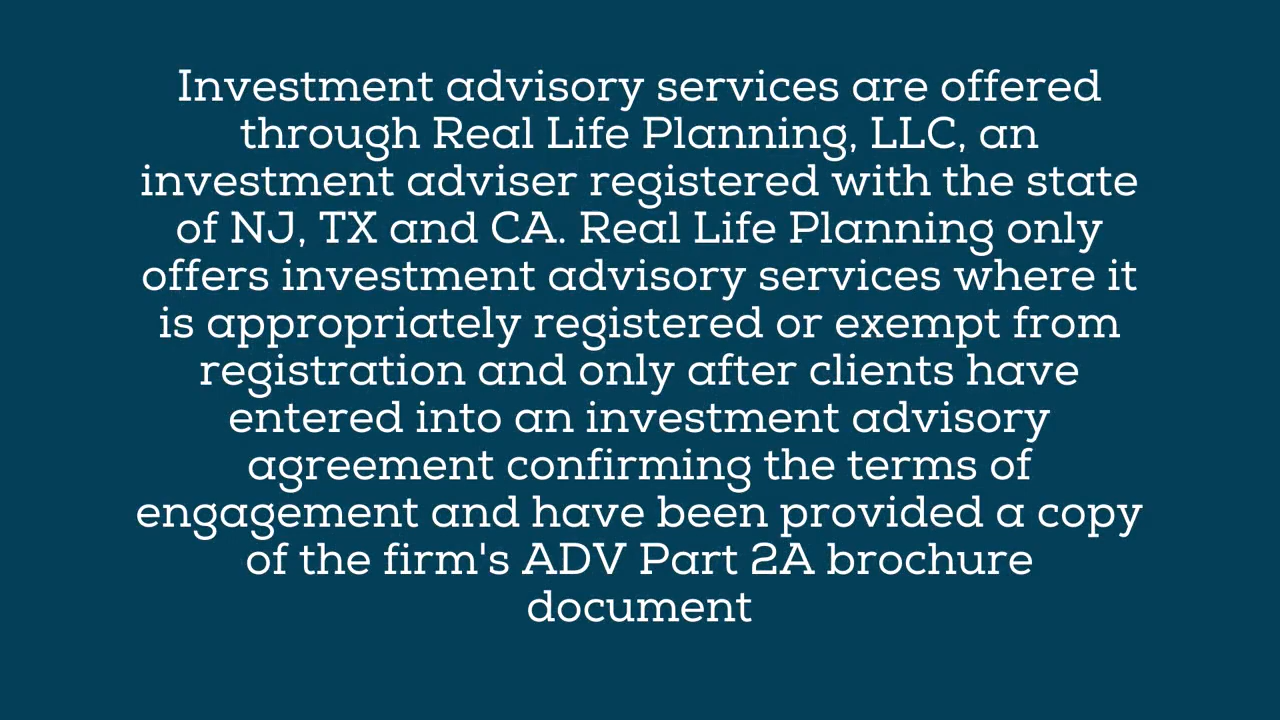 Investment advisory services are offered
through Real Life Planning, LLC, an
investment adviser registered with the state
of NJ, TX and CA. Real Life Planning only
offers investment advisory services where it
is appropriately registered or exempt from
registration and only after clients have
entered into an investment advisory
agreement confirming the terms of
engagement and have been provided a copy
of the firm's ADV Part 2A brochure
document